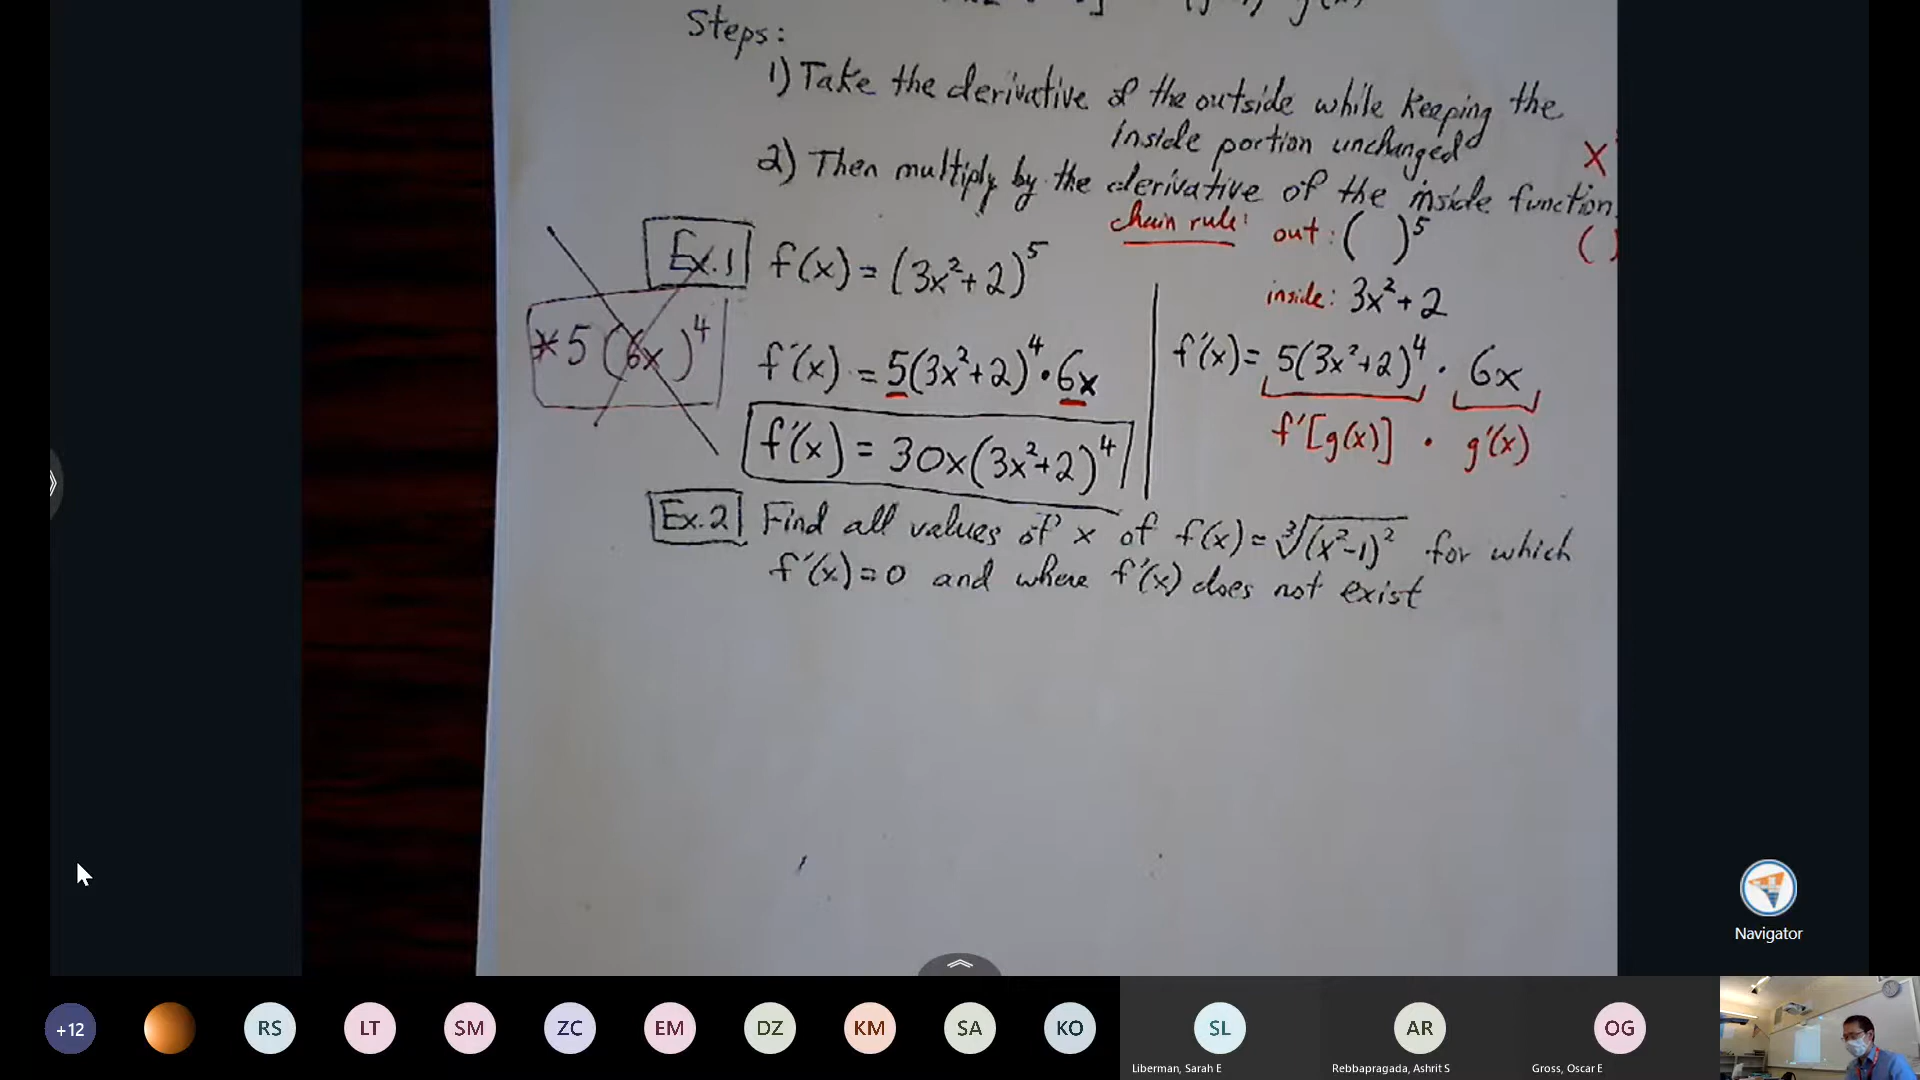 Steps:
1) Take the derivative of the outside while keeping the
inside portion unchanged
2) Then multiply by the derivative of the inside function.
X
chain rule: out: ( )⁵
( )
Ex.1 f(x) = (3x²+2)⁵
inside: 3x²+2
*5(6x)⁴
f'(x) = 5(3x²+2)⁴·6x
f'(x) = 5(3x²+2)⁴ · 6x
f'[g(x)] · g'(x)
f'(x) = 30x(3x²+2)⁴
Ex.2 Find all values of x of f(x) = ∛(x²-1)² for which
f'(x)=0 and where f'(x) does not exist
Navigator
+12 RS LT SM ZC EM DZ KM SA KO SL AR OG
Liberman, Sarah E Rebbapragada, Ashrit S Gross, Oscar E